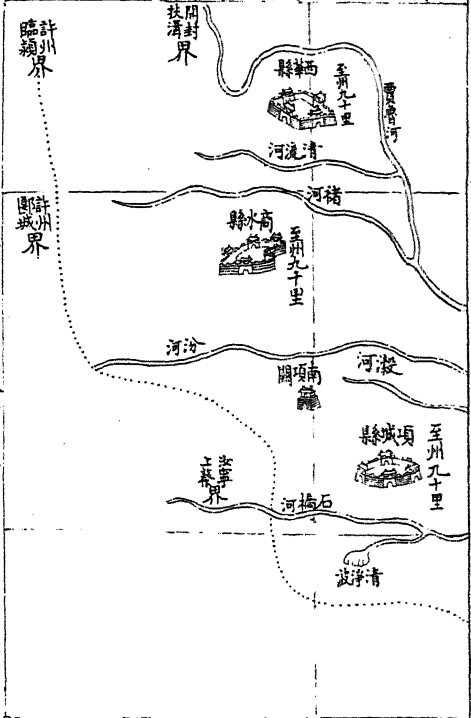 開封
扶溝
界
許州
臨潁
界
西華縣
至州九十里
賈魯河
清流河
褚河
許州
郾城
界
商水縣
至州九十里
汾河
河
南項關
項城縣
至州九十里
汝寧
上蔡
界
石橋河
清淨波